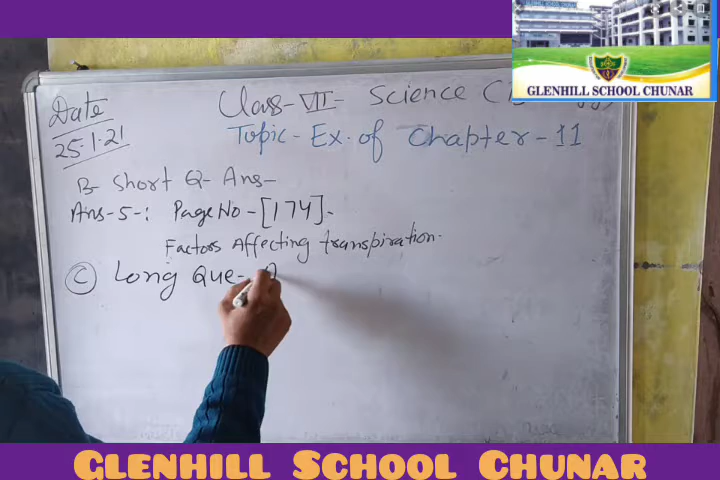 GLENHILL SCHOOL CHUNAR
Date
25.1.21
Class-VII- Science
Topic-Ex.of Chapter-11
B- Short Q- Ans-
Ans-5-: Page No-[174].
Factors Affecting transpiration.
(C) Long Que-
GLENHILL SCHOOL CHUNAR